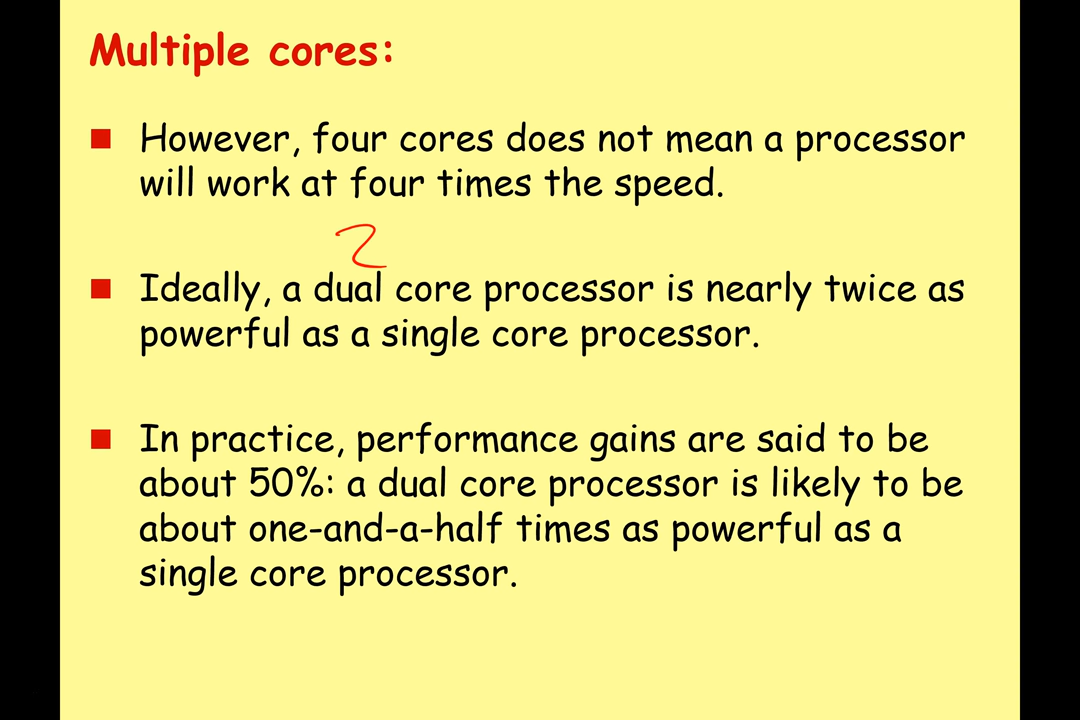 Multiple cores:
However, four cores does not mean a processor
will work at four times the speed.
2
Ideally, a dual core processor is nearly twice as
powerful as a single core processor.
In practice, performance gains are said to be
about 50%: a dual core processor is likely to be
about one-and-a-half times as powerful as a
single core processor.